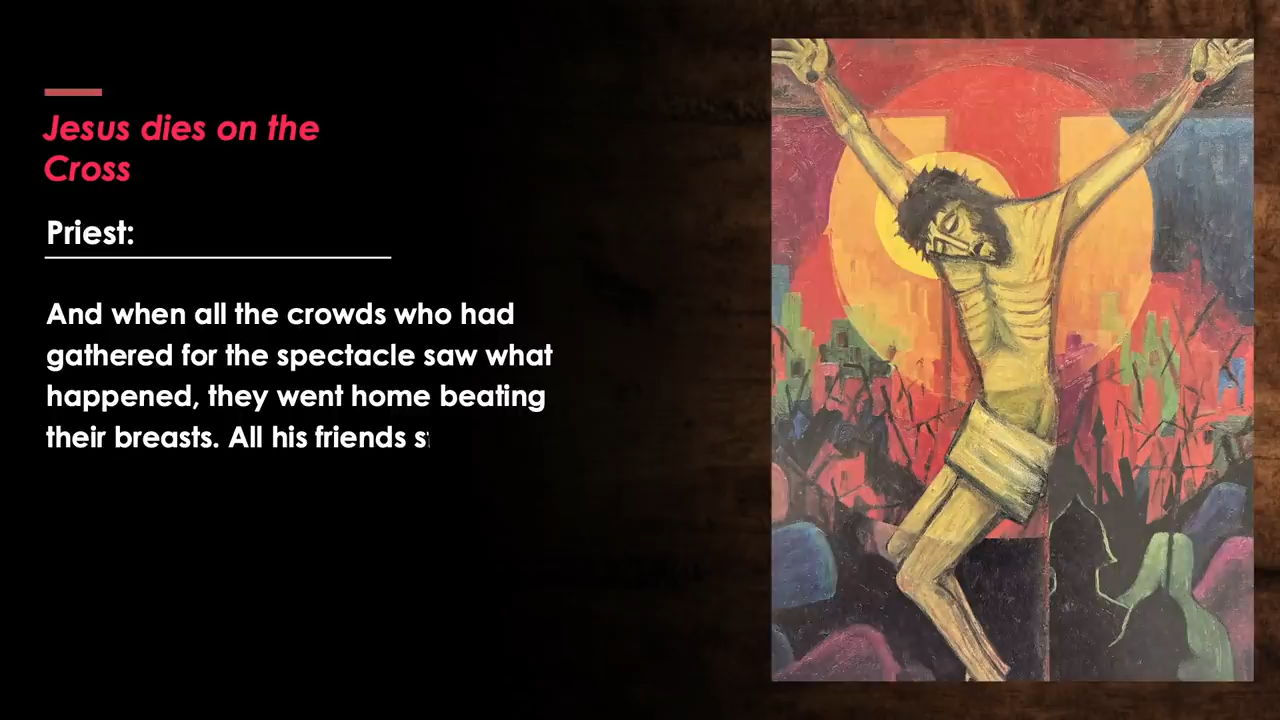 Jesus dies on the
Cross
Priest:
And when all the crowds who had
gathered for the spectacle saw what
happened, they went home beating
their breasts. All his friends